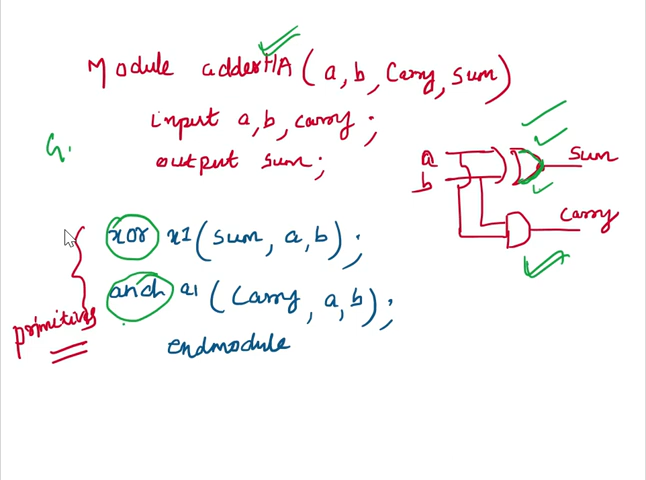 Module adderHA (a, b, Carry, Sum)
input a, b, carry ;
output sum ;
G.
a
b
Sum
Carry
xor x1 ( sum , a, b ) ;
and a1 ( Carry , a, b ) ;
primitives
endmodule